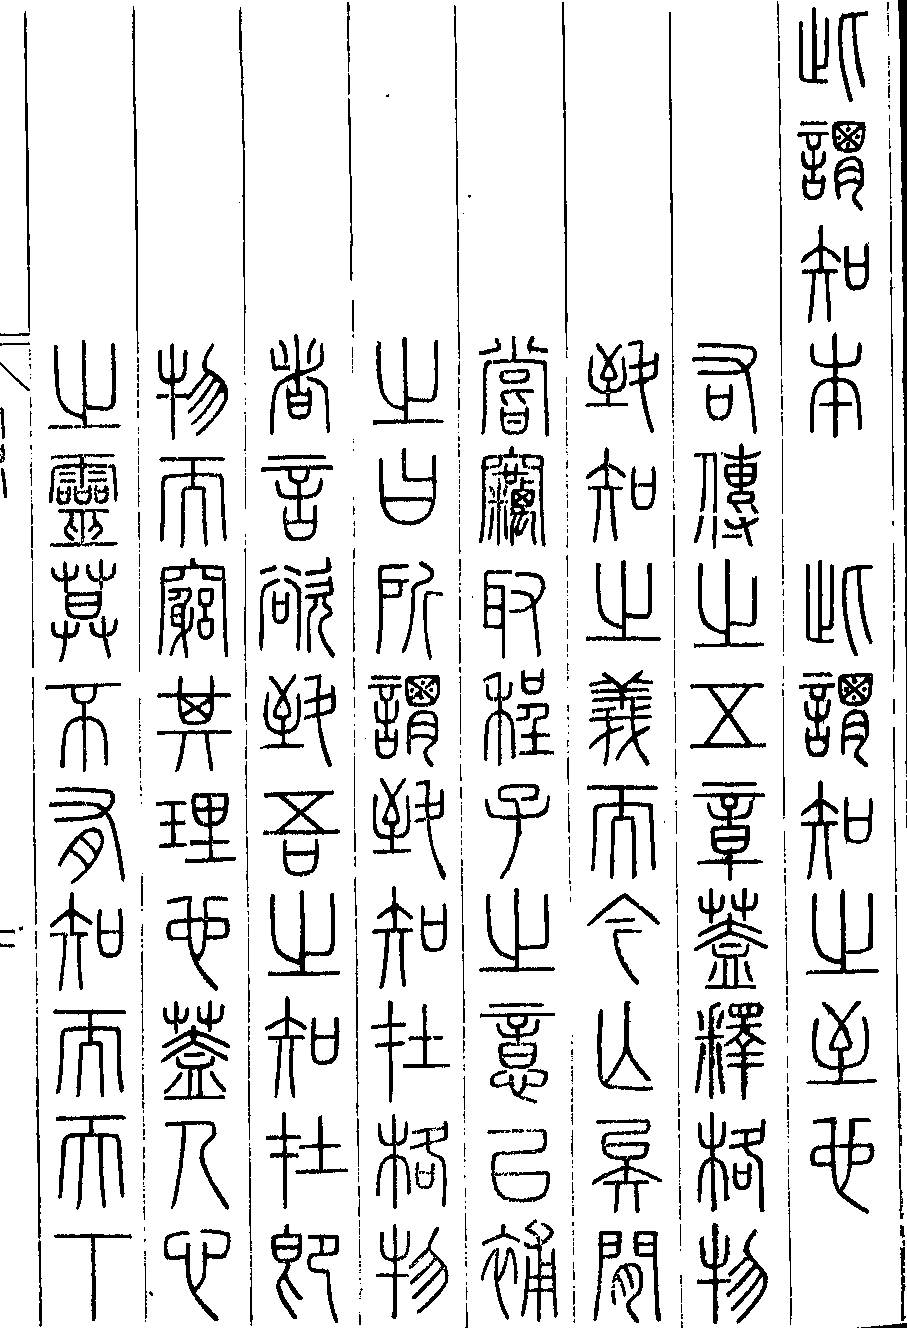 此謂知本　此謂知之至也
右傳之五章蓋釋格物
致知之義而今亡矣閒
嘗竊取程子之意以補
之曰所謂致知在格物
者言欲致吾之知在即
物而窮其理也蓋人心
之靈莫不有知而天下